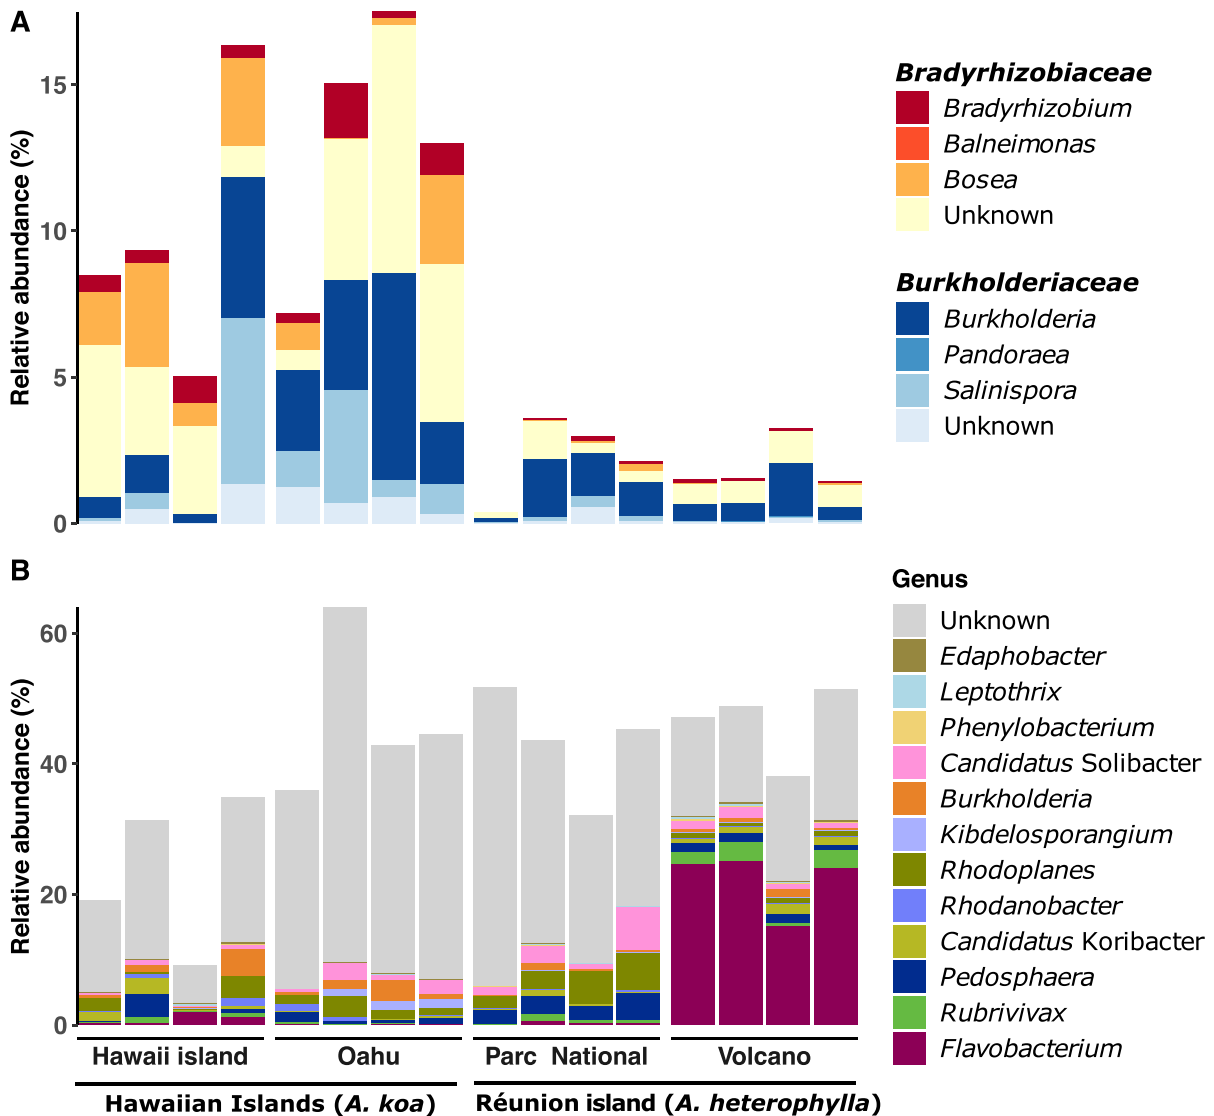 A
Relative abundance (%)
15
10
5
0
Bradyrhizobiaceae
Bradyrhizobium
Balneimonas
Bosea
Unknown
Burkholderiaceae
Burkholderia
Pandoraea
Salinispora
Unknown
B
Relative abundance (%)
60
40
20
0
Genus
Unknown
Edaphobacter
Leptothrix
Phenylobacterium
Candidatus Solibacter
Burkholderia
Kibdelosporangium
Rhodoplanes
Rhodanobacter
Candidatus Koribacter
Pedosphaera
Rubrivivax
Flavobacterium
Hawaii island
Oahu
Parc National
Volcano
Hawaiian Islands (A. koa)
Réunion island (A. heterophylla)